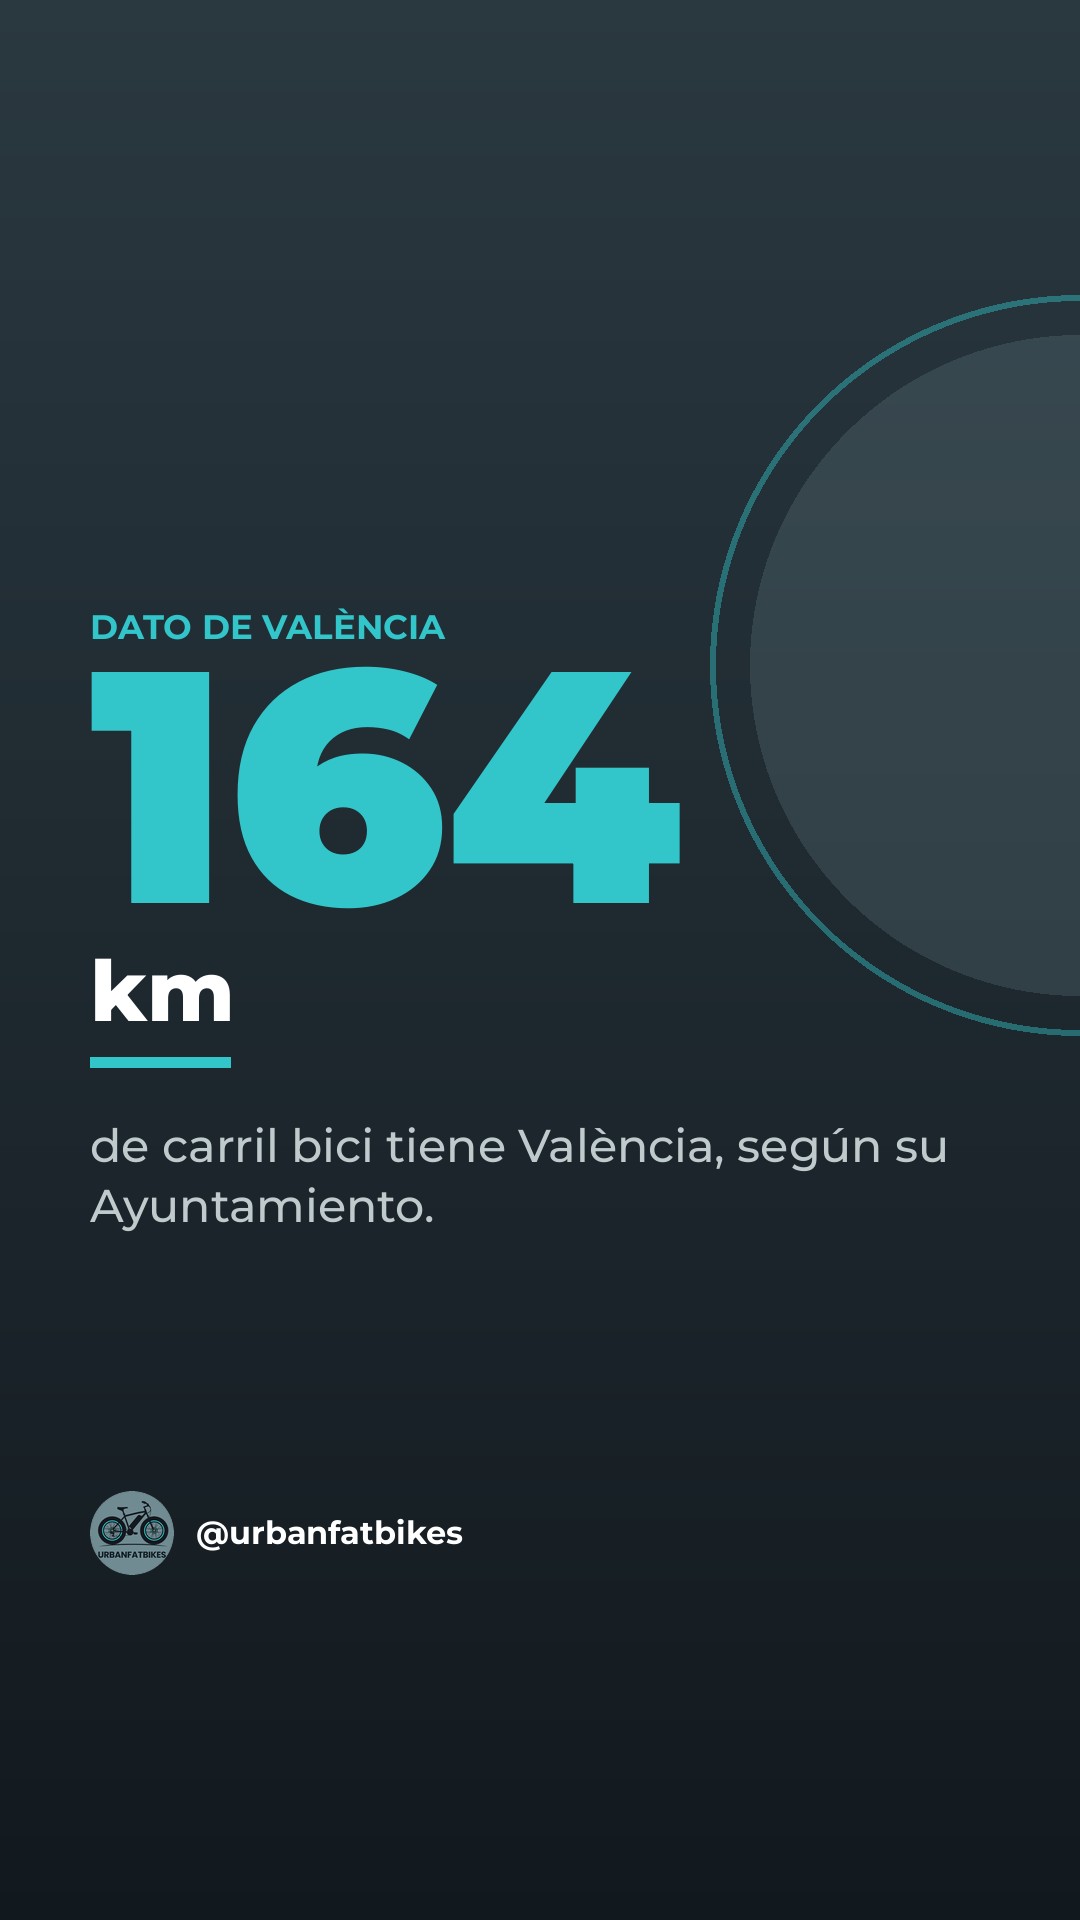 DATO DE VALÈNCIA
164
km
de carril bici tiene València, según su
Ayuntamiento.
URBANFATBIKES
@urbanfatbikes